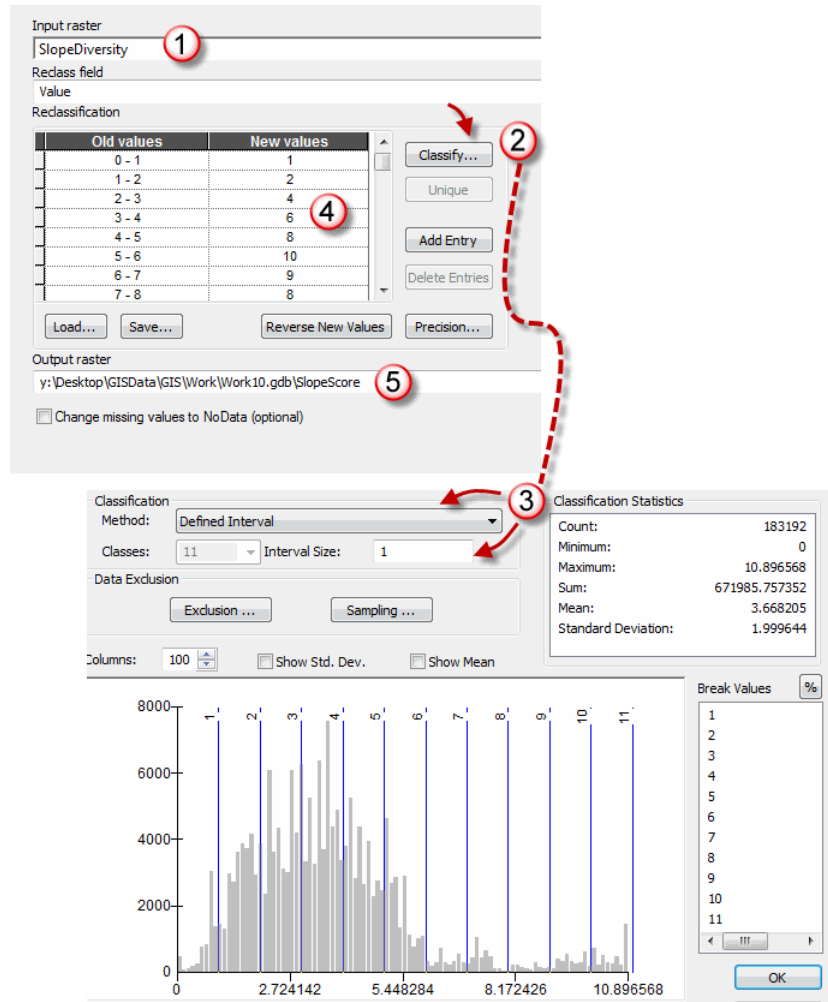 Input raster
SlopeDiversity
1
Reclass field
Value
Reclassification
Old values New values
0 - 1 1
1 - 2 2
2 - 3 4
3 - 4 6
4 - 5 8
5 - 6 10
6 - 7 9
7 - 8 8
4
Classify...
2
Unique
Add Entry
Delete Entries
Load... Save... Reverse New Values Precision...
Output raster
y:\Desktop\GISData\GIS\Work\Work10.gdb\SlopeScore
5
Change missing values to NoData (optional)
Classification
3
Method: Defined Interval
Classes: 11 Interval Size: 1
Data Exclusion
Exclusion ... Sampling ...
Columns: 100 Show Std. Dev. Show Mean
Classification Statistics
Count: 183192
Minimum: 0
Maximum: 10.896568
Sum: 671985.757352
Mean: 3.668205
Standard Deviation: 1.999644
8000
6000
4000
2000
0
1 2 3 4 5 6 7 8 9 10 11
0 2.724142 5.448284 8.172426 10.896568
Break Values %
1
2
3
4
5
6
7
8
9
10
11
OK